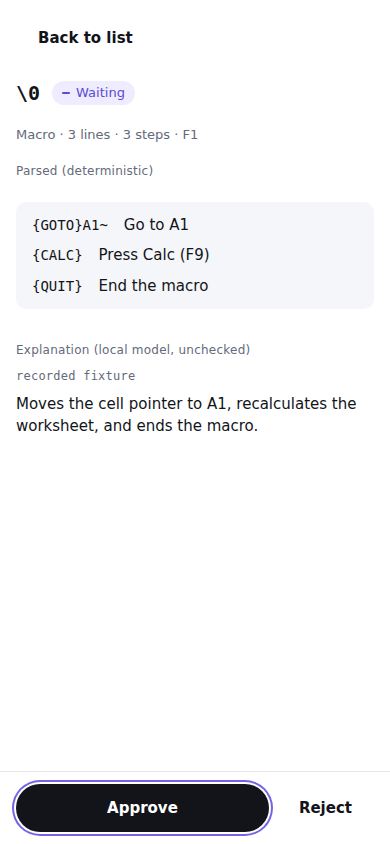 Back to list
\0 – Waiting
Macro · 3 lines · 3 steps · F1
Parsed (deterministic)
{GOTO}A1~ Go to A1
{CALC} Press Calc (F9)
{QUIT} End the macro
Explanation (local model, unchecked)
recorded fixture
Moves the cell pointer to A1, recalculates the
worksheet, and ends the macro.
Approve Reject